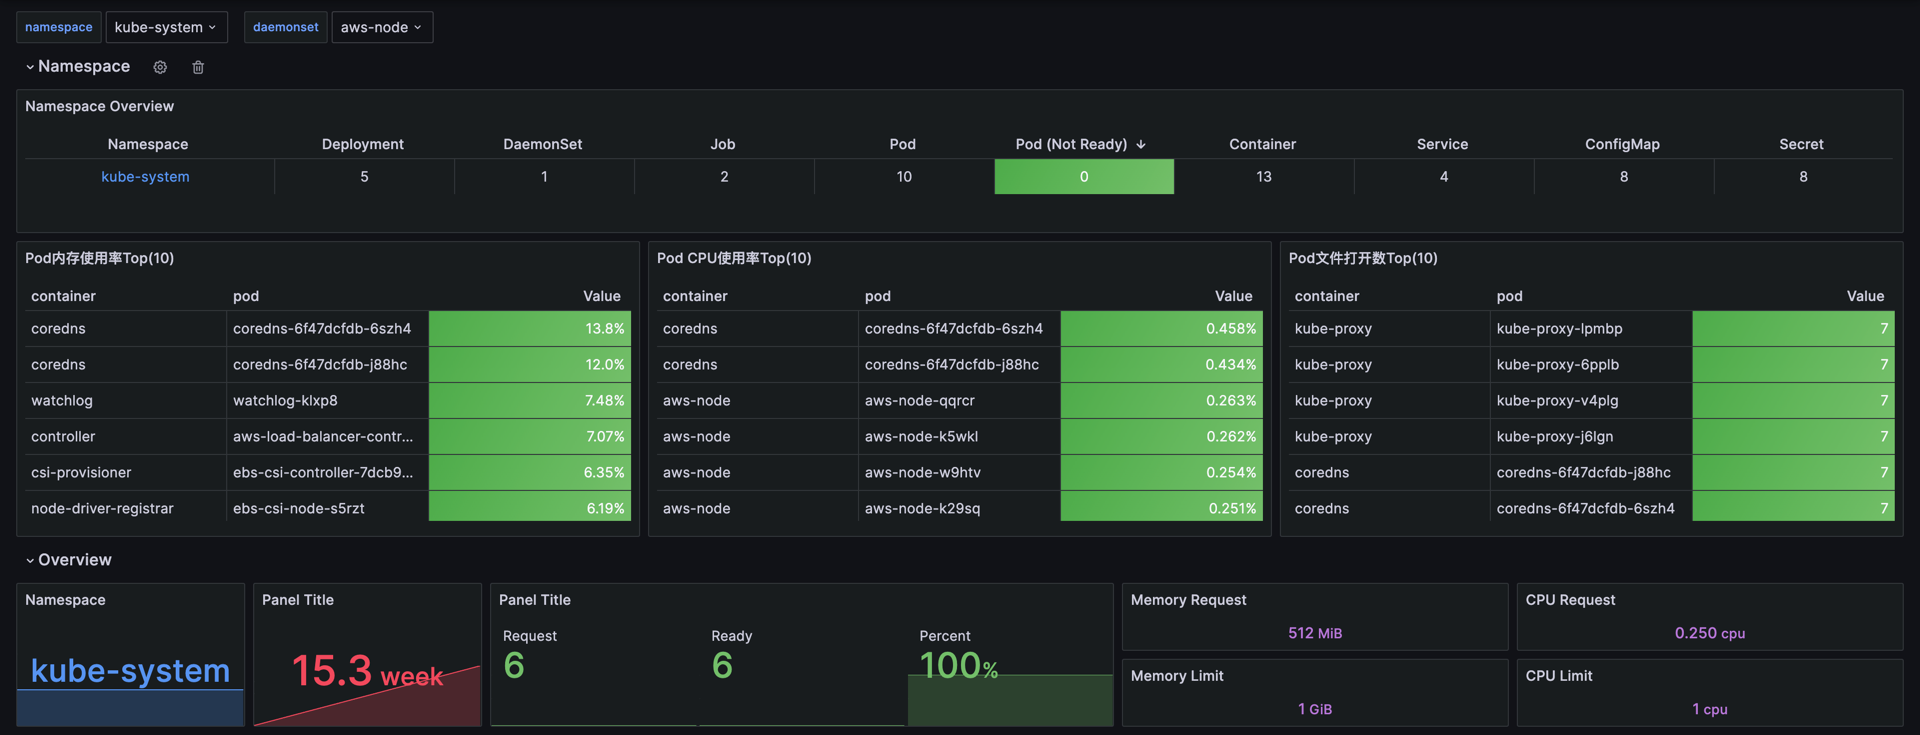 namespace kube-system daemonset aws-node
Namespace
Namespace Overview
Namespace Deployment DaemonSet Job Pod Pod (Not Ready) ↓ Container Service ConfigMap Secret
kube-system 5 1 2 10 0 13 4 8 8
Pod内存使用率Top(10)
container pod Value
coredns coredns-6f47dcfdb-6szh4 13.8%
coredns coredns-6f47dcfdb-j88hc 12.0%
watchlog watchlog-klxp8 7.48%
controller aws-load-balancer-contr... 7.07%
csi-provisioner ebs-csi-controller-7dcb9... 6.35%
node-driver-registrar ebs-csi-node-s5rzt 6.19%
Pod CPU使用率Top(10)
container pod Value
coredns coredns-6f47dcfdb-6szh4 0.458%
coredns coredns-6f47dcfdb-j88hc 0.434%
aws-node aws-node-qqrcr 0.263%
aws-node aws-node-k5wkl 0.262%
aws-node aws-node-w9htv 0.254%
aws-node aws-node-k29sq 0.251%
Pod文件打开数Top(10)
container pod Value
kube-proxy kube-proxy-lpmbp 7
kube-proxy kube-proxy-6pplb 7
kube-proxy kube-proxy-v4plg 7
kube-proxy kube-proxy-j6lgn 7
coredns coredns-6f47dcfdb-j88hc 7
coredns coredns-6f47dcfdb-6szh4 7
Overview
Namespace
kube-system
Panel Title
15.3 week
Panel Title
Request Ready Percent
6 6 100%
Memory Request
512 MiB
CPU Request
0.250 cpu
Memory Limit
1 GiB
CPU Limit
1 cpu